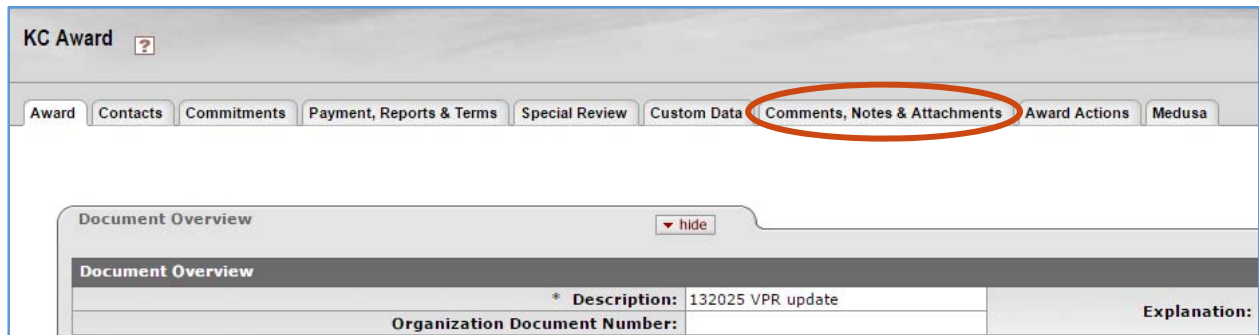 KC Award ?
Award Contacts Commitments Payment, Reports & Terms Special Review Custom Data Comments, Notes & Attachments Award Actions Medusa
Document Overview hide
Document Overview
* Description: 132025 VPR update Explanation:
Organization Document Number: